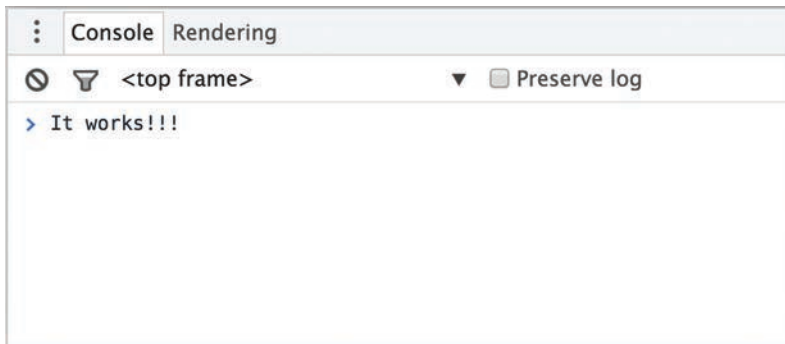 Console Rendering
<top frame> Preserve log
> It works!!!